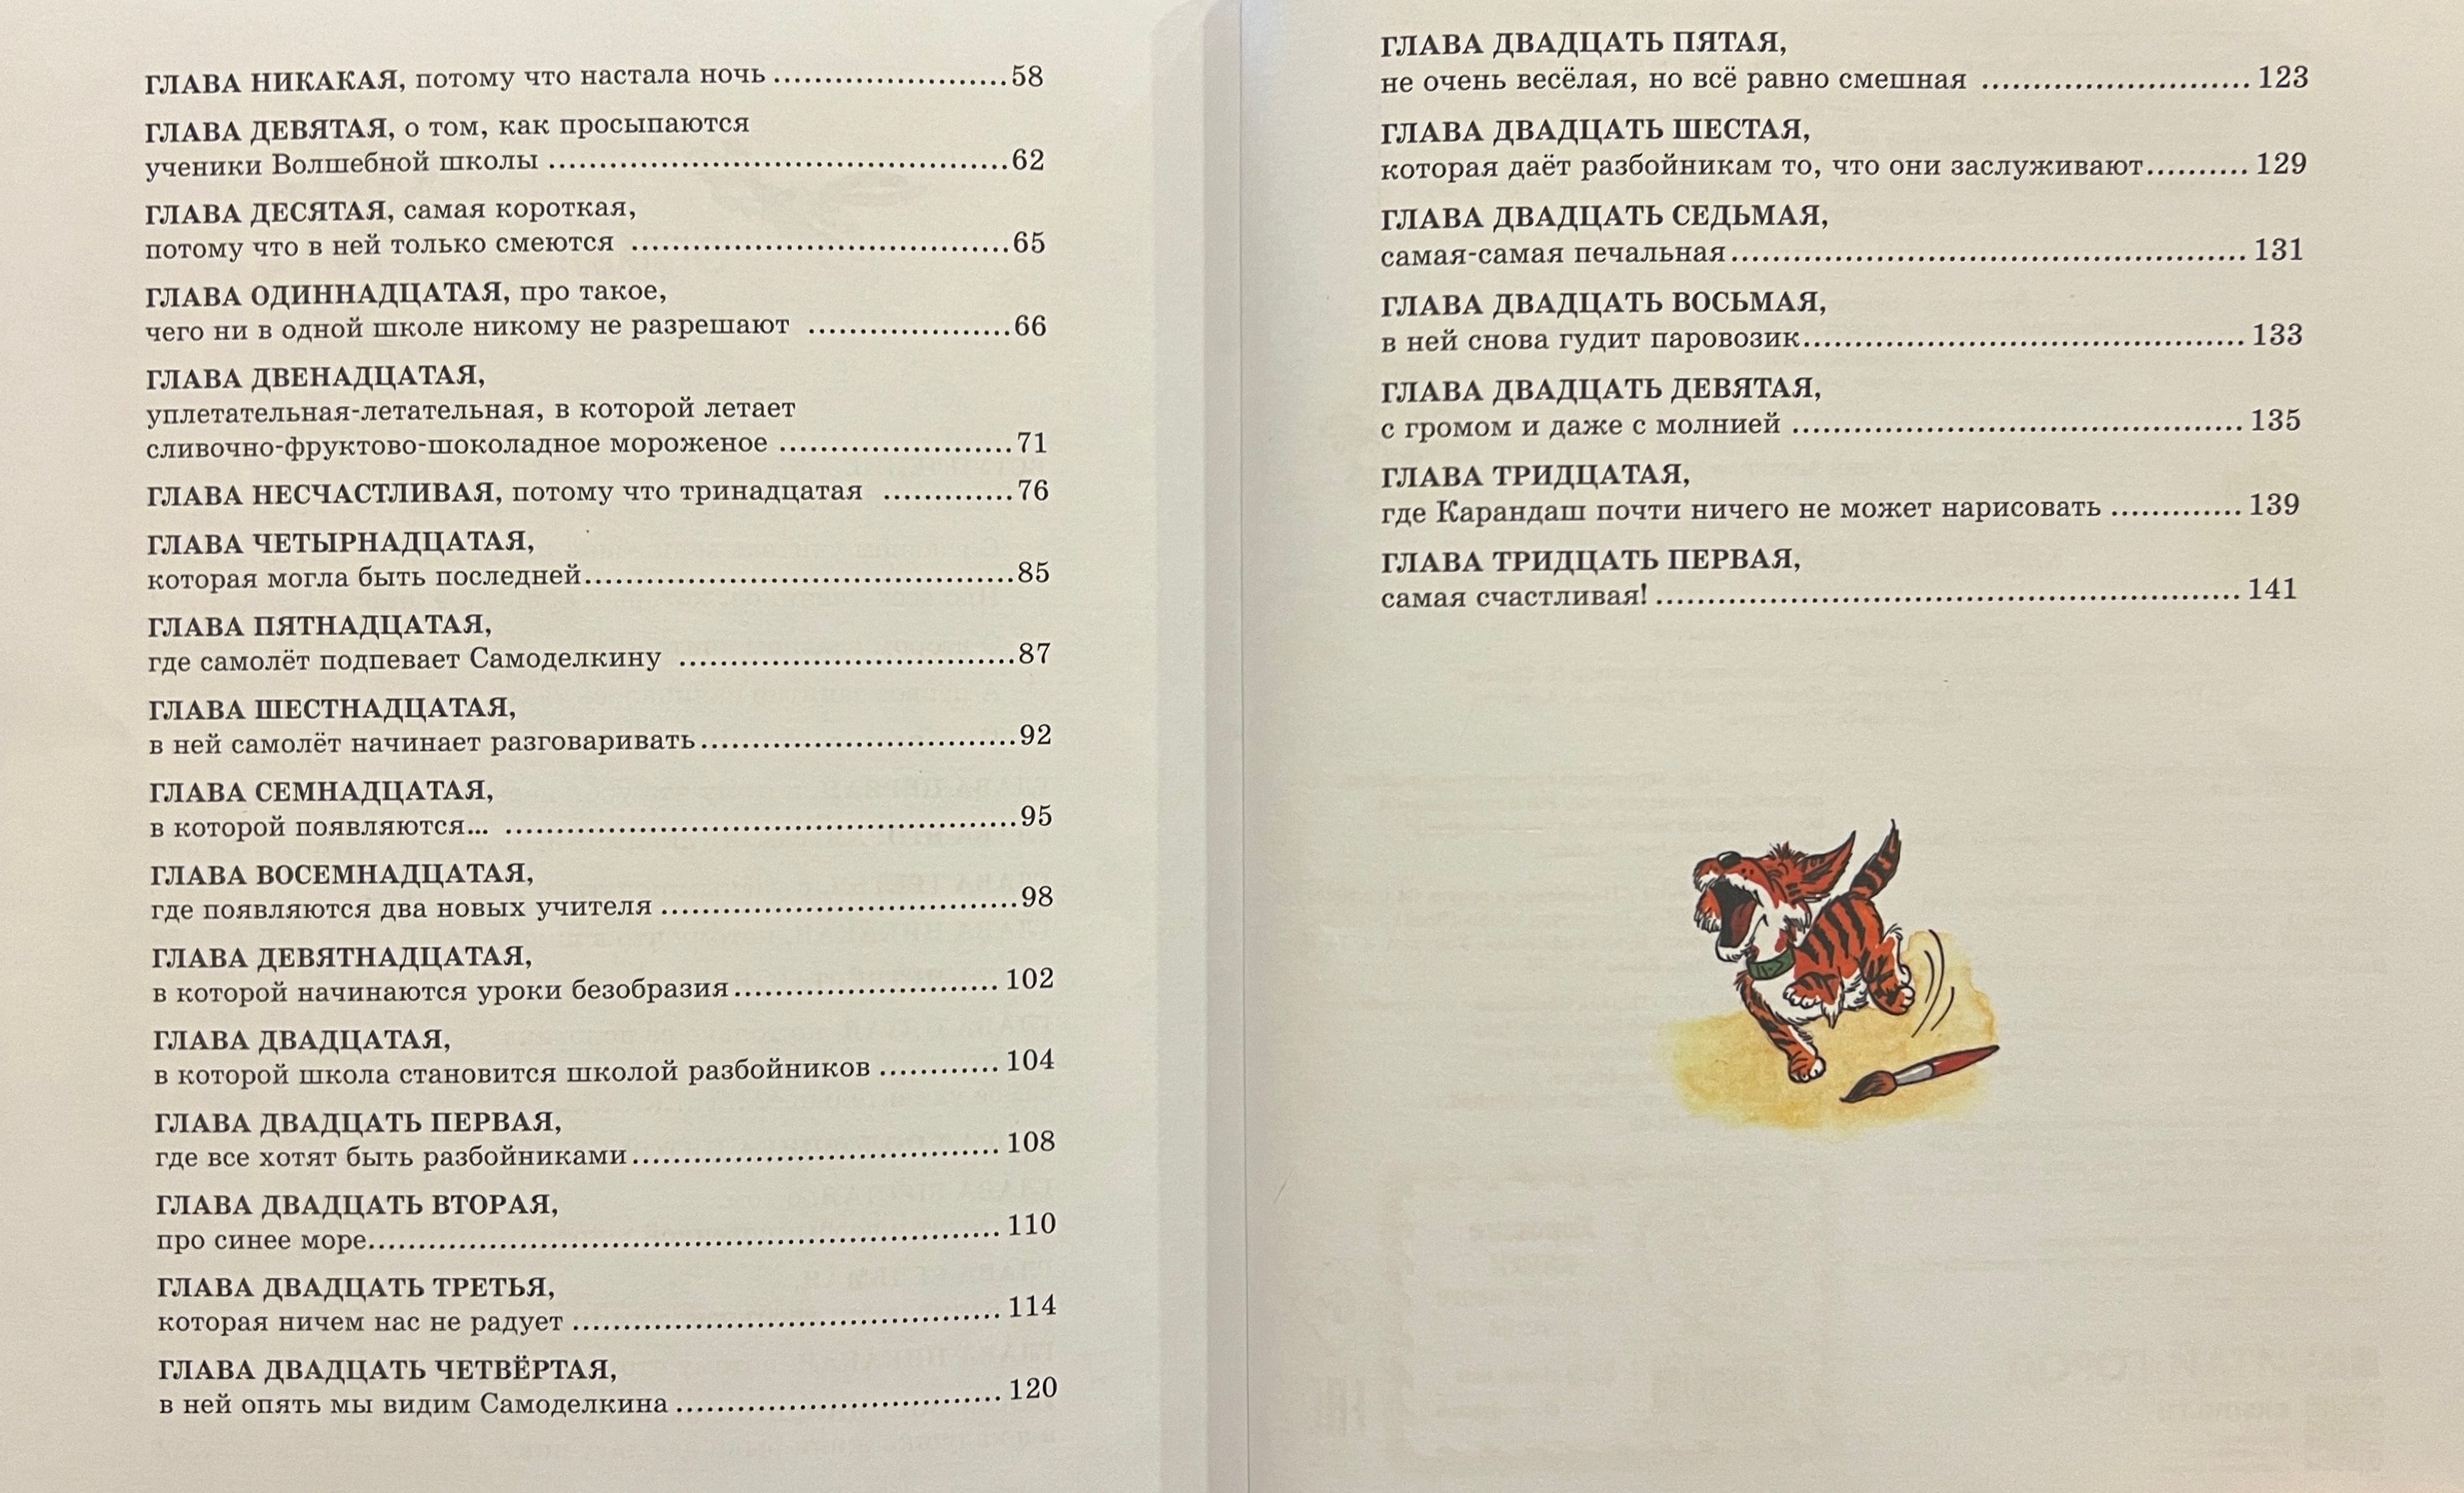 ГЛАВА НИКАКАЯ, потому что настала ночь .......................58
ГЛАВА ДЕВЯТАЯ, о том, как просыпаются
ученики Волшебной школы .............................................62
ГЛАВА ДЕСЯТАЯ, самая короткая,
потому что в ней только смеются .....................................65
ГЛАВА ОДИННАДЦАТАЯ, про такое,
чего ни в одной школе никому не разрешают ....................66
ГЛАВА ДВЕНАДЦАТАЯ,
уплетательная-летательная, в которой летает
сливочно-фруктово-шоколадное мороженое .......................71
ГЛАВА НЕСЧАСТЛИВАЯ, потому что тринадцатая .............76
ГЛАВА ЧЕТЫРНАДЦАТАЯ,
которая могла быть последней..........................................85
ГЛАВА ПЯТНАДЦАТАЯ,
где самолёт подпевает Самоделкину .................................87
ГЛАВА ШЕСТНАДЦАТАЯ,
в ней самолёт начинает разговаривать...............................92
ГЛАВА СЕМНАДЦАТАЯ,
в которой появляются... ..................................................95
ГЛАВА ВОСЕМНАДЦАТАЯ,
где появляются два новых учителя ...................................98
ГЛАВА ДЕВЯТНАДЦАТАЯ,
в которой начинаются уроки безобразия.......................... 102
ГЛАВА ДВАДЦАТАЯ,
в которой школа становится школой разбойников ............ 104
ГЛАВА ДВАДЦАТЬ ПЕРВАЯ,
где все хотят быть разбойниками.................................... 108
ГЛАВА ДВАДЦАТЬ ВТОРАЯ,
про синее море.............................................................. 110
ГЛАВА ДВАДЦАТЬ ТРЕТЬЯ,
которая ничем нас не радует .......................................... 114
ГЛАВА ДВАДЦАТЬ ЧЕТВЁРТАЯ,
в ней опять мы видим Самоделкина ................................ 120
ГЛАВА ДВАДЦАТЬ ПЯТАЯ,
не очень весёлая, но всё равно смешная .......................... 123
ГЛАВА ДВАДЦАТЬ ШЕСТАЯ,
которая даёт разбойникам то, что они заслуживают.......... 129
ГЛАВА ДВАДЦАТЬ СЕДЬМАЯ,
самая-самая печальная.................................................. 131
ГЛАВА ДВАДЦАТЬ ВОСЬМАЯ,
в ней снова гудит паровозик........................................... 133
ГЛАВА ДВАДЦАТЬ ДЕВЯТАЯ,
с громом и даже с молнией ............................................ 135
ГЛАВА ТРИДЦАТАЯ,
где Карандаш почти ничего не может нарисовать ............. 139
ГЛАВА ТРИДЦАТЬ ПЕРВАЯ,
самая счастливая! ......................................................... 141